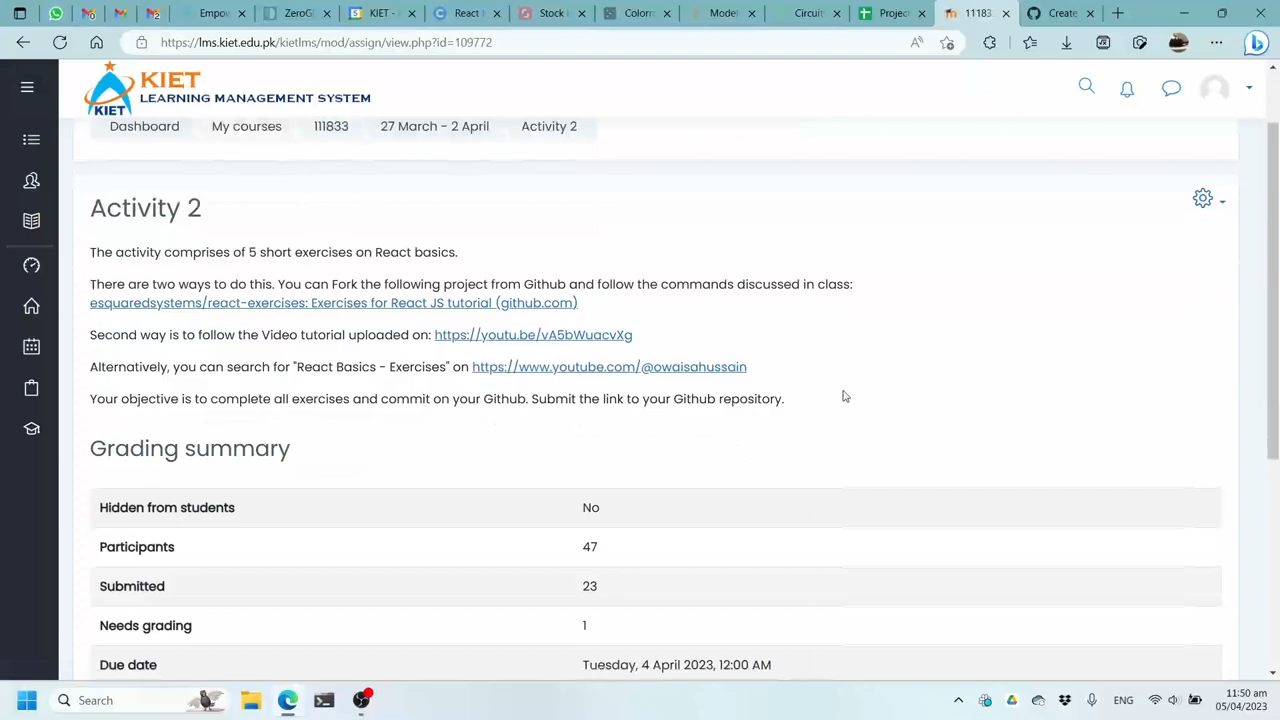 Empov
ZeroGl
KIET -
React l
Stock l
Colorm
Model
Circuit
Project
11183
Create
https://lms.kiet.edu.pk/kietlms/mod/assign/view.php?id=109772
KIET
LEARNING MANAGEMENT SYSTEM
KIET
Dashboard My courses 111833 27 March - 2 April Activity 2
Activity 2
The activity comprises of 5 short exercises on React basics.
There are two ways to do this. You can Fork the following project from Github and follow the commands discussed in class:
esquaredsystems/react-exercises: Exercises for React JS tutorial (github.com)
Second way is to follow the Video tutorial uploaded on: https://youtu.be/vA5bWuacvXg
Alternatively, you can search for "React Basics - Exercises" on https://www.youtube.com/@owaisahussain
Your objective is to complete all exercises and commit on your Github. Submit the link to your Github repository.
Grading summary
Hidden from students No
Participants 47
Submitted 23
Needs grading 1
Due date Tuesday, 4 April 2023, 12:00 AM
Search
ENG
11:50 am
05/04/2023